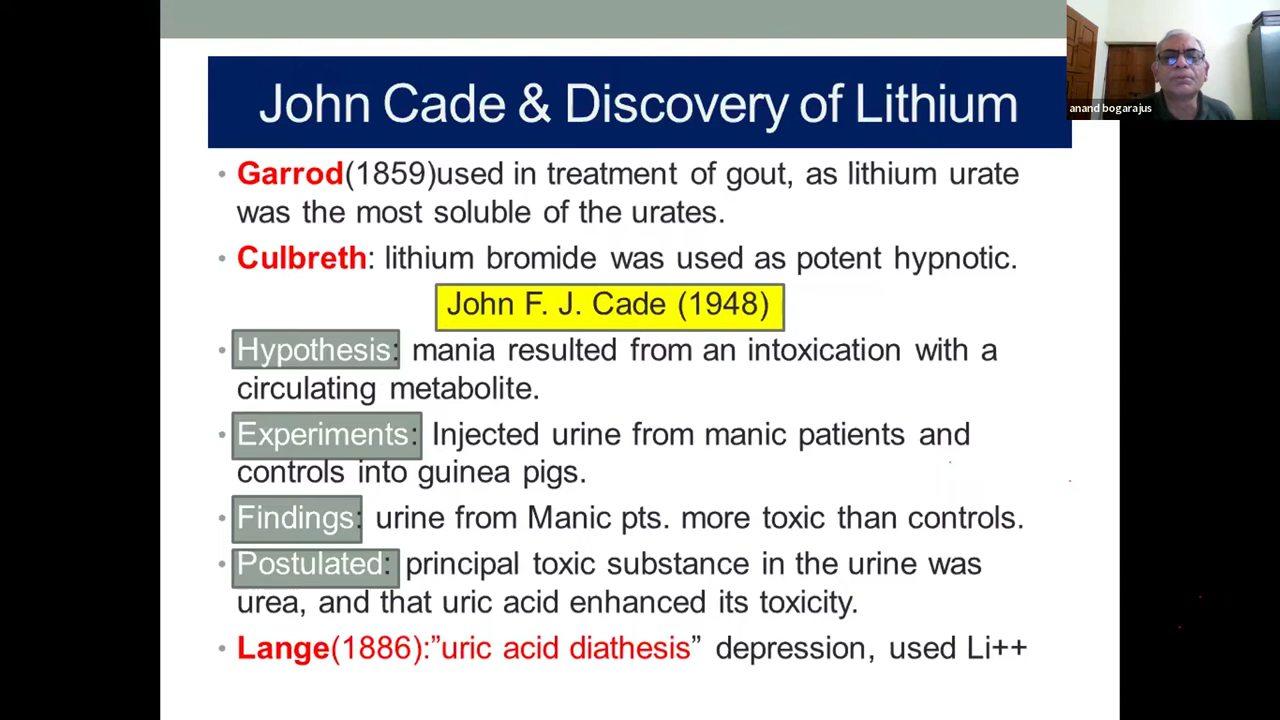 John Cade & Discovery of Lithium
anand bogarajus
• Garrod(1859)used in treatment of gout, as lithium urate
was the most soluble of the urates.
• Culbreth: lithium bromide was used as potent hypnotic.
John F. J. Cade (1948)
• Hypothesis: mania resulted from an intoxication with a
circulating metabolite.
• Experiments: Injected urine from manic patients and
controls into guinea pigs.
• Findings: urine from Manic pts. more toxic than controls.
• Postulated: principal toxic substance in the urine was
urea, and that uric acid enhanced its toxicity.
• Lange(1886):”uric acid diathesis” depression, used Li++